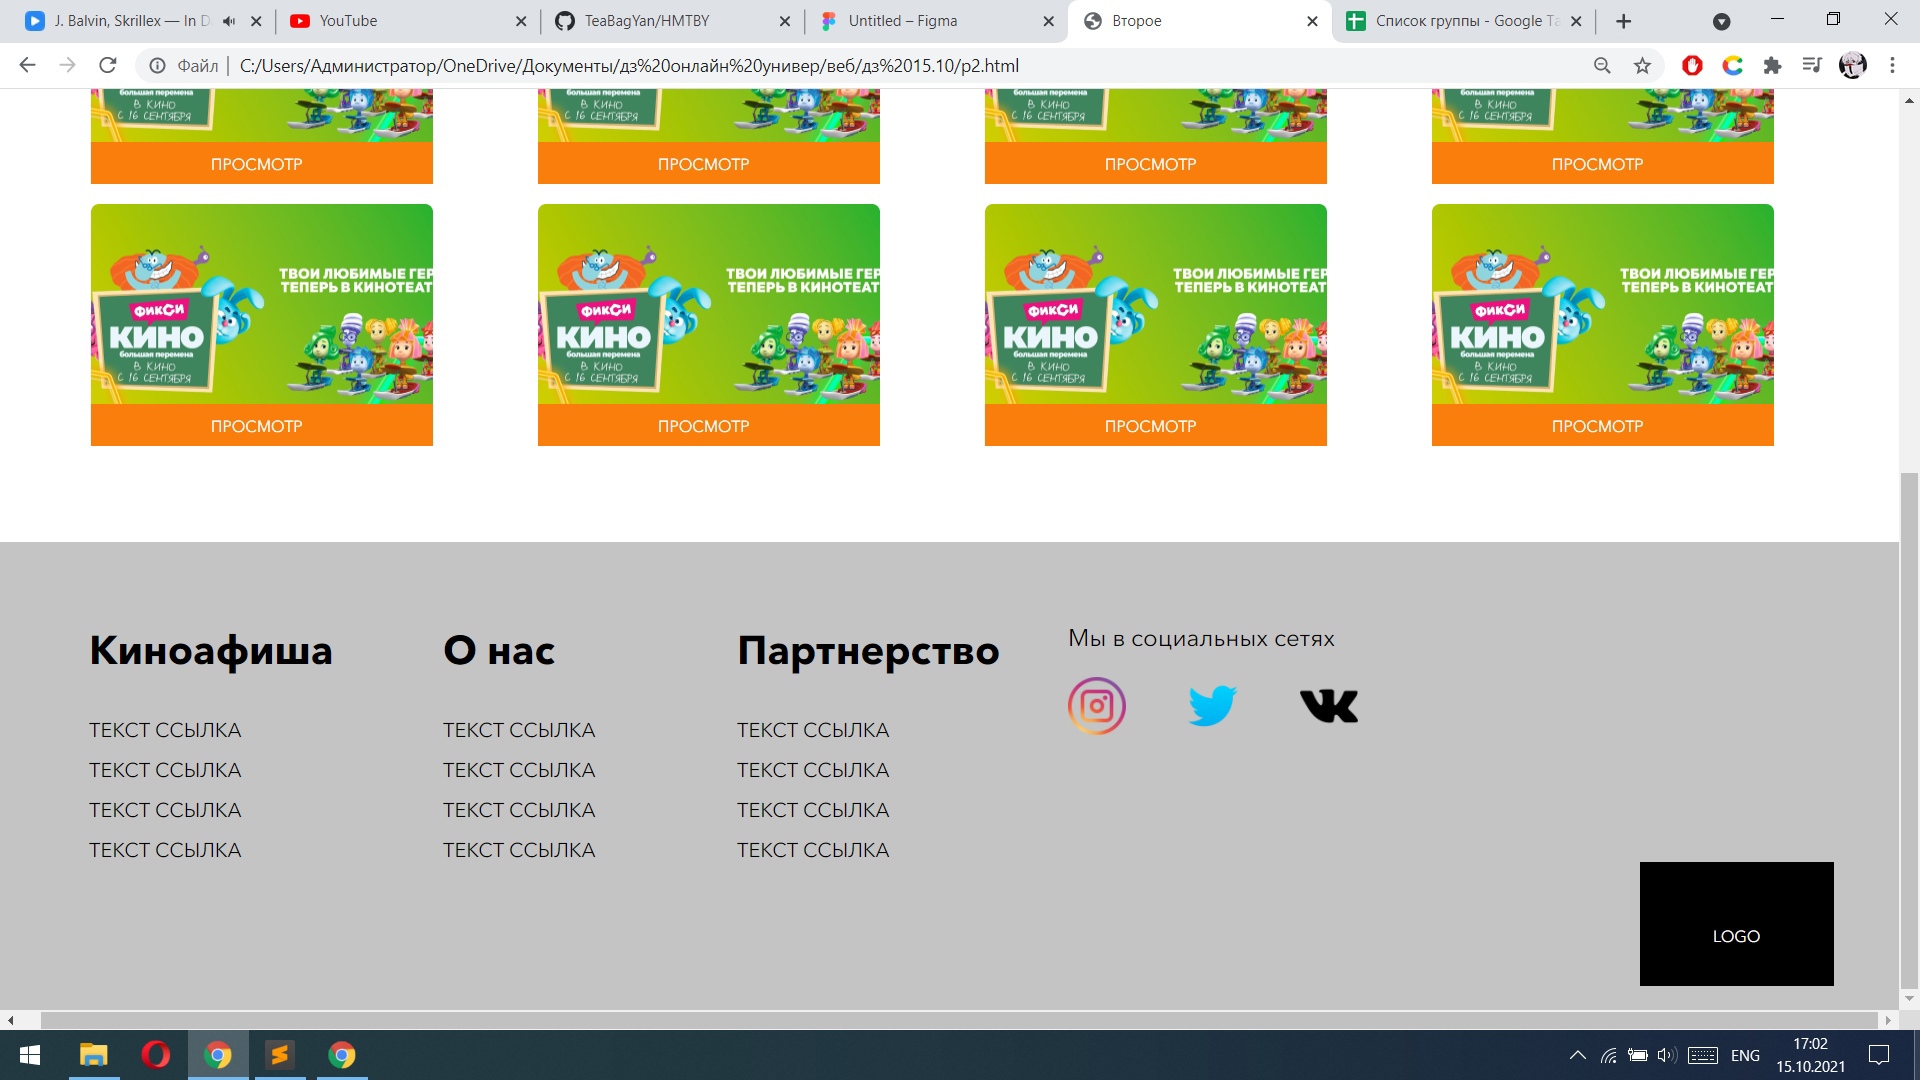 J. Balvin, Skrillex — In D
YouTube
TeaBagYan/HMTBY
Untitled – Figma
Второе
Список группы - Google Та
Файл
C:/Users/Администратор/OneDrive/Документы/дз%20онлайн%20универ/веб/дз%2015.10/p2.html
большая перемена
В КИНО
С 16 СЕНТЯБРЯ
большая перемена
В КИНО
С 16 СЕНТЯБРЯ
большая перемена
В КИНО
С 16 СЕНТЯБРЯ
большая перемена
В КИНО
С 16 СЕНТЯБРЯ
ПРОСМОТР
ПРОСМОТР
ПРОСМОТР
ПРОСМОТР
ТВОИ ЛЮБИМЫЕ ГЕР
ТЕПЕРЬ В КИНОТЕАТ
ФИКСИ
КИНО
большая перемена
В КИНО
С 16 СЕНТЯБРЯ
ТВОИ ЛЮБИМЫЕ ГЕР
ТЕПЕРЬ В КИНОТЕАТ
ФИКСИ
КИНО
большая перемена
В КИНО
С 16 СЕНТЯБРЯ
ТВОИ ЛЮБИМЫЕ ГЕР
ТЕПЕРЬ В КИНОТЕАТ
ФИКСИ
КИНО
большая перемена
В КИНО
С 16 СЕНТЯБРЯ
ТВОИ ЛЮБИМЫЕ ГЕР
ТЕПЕРЬ В КИНОТЕАТ
ФИКСИ
КИНО
большая перемена
В КИНО
С 16 СЕНТЯБРЯ
ПРОСМОТР
ПРОСМОТР
ПРОСМОТР
ПРОСМОТР
Киноафиша
ТЕКСТ ССЫЛКА
ТЕКСТ ССЫЛКА
ТЕКСТ ССЫЛКА
ТЕКСТ ССЫЛКА
О нас
ТЕКСТ ССЫЛКА
ТЕКСТ ССЫЛКА
ТЕКСТ ССЫЛКА
ТЕКСТ ССЫЛКА
Партнерство
ТЕКСТ ССЫЛКА
ТЕКСТ ССЫЛКА
ТЕКСТ ССЫЛКА
ТЕКСТ ССЫЛКА
Мы в социальных сетях
LOGO
ENG
17:02
15.10.2021